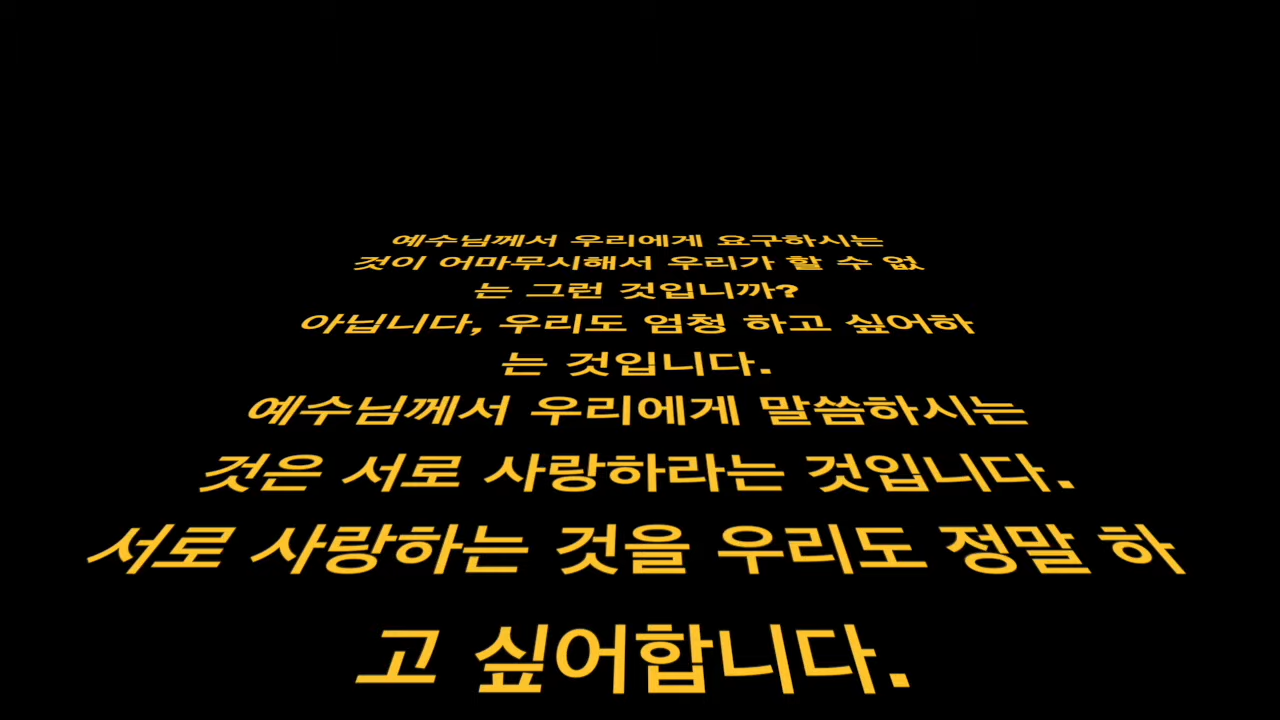 예수님께서 우리에게 요구하시는
것이 어마무시해서 우리가 할 수 없
는 그런 것입니까?
아닙니다, 우리도 엄청 하고 싶어하
는 것입니다.
예수님께서 우리에게 말씀하시는
것은 서로 사랑하라는 것입니다.
서로 사랑하는 것을 우리도 정말 하
고 싶어합니다.